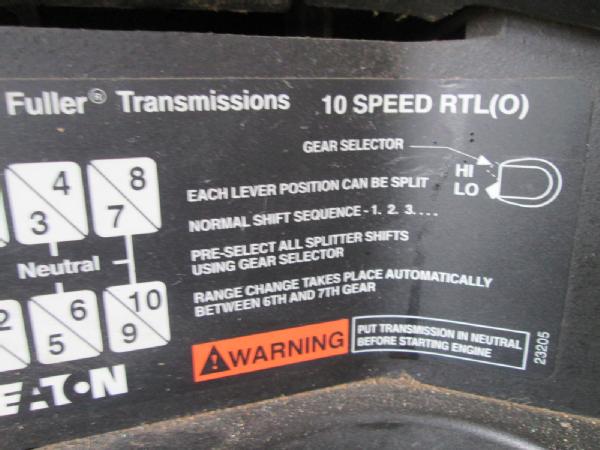 Fuller® Transmissions 10 SPEED RTL(O)
GEAR SELECTOR
HI
LO
4
3
8
7
Neutral
2
6
5
10
9
EACH LEVER POSITION CAN BE SPLIT
NORMAL SHIFT SEQUENCE - 1. 2. 3. . . .
PRE-SELECT ALL SPLITTER SHIFTS
USING GEAR SELECTOR
RANGE CHANGE TAKES PLACE AUTOMATICALLY
BETWEEN 6TH AND 7TH GEAR
WARNING
PUT TRANSMISSION IN NEUTRAL
BEFORE STARTING ENGINE
23205
EATON